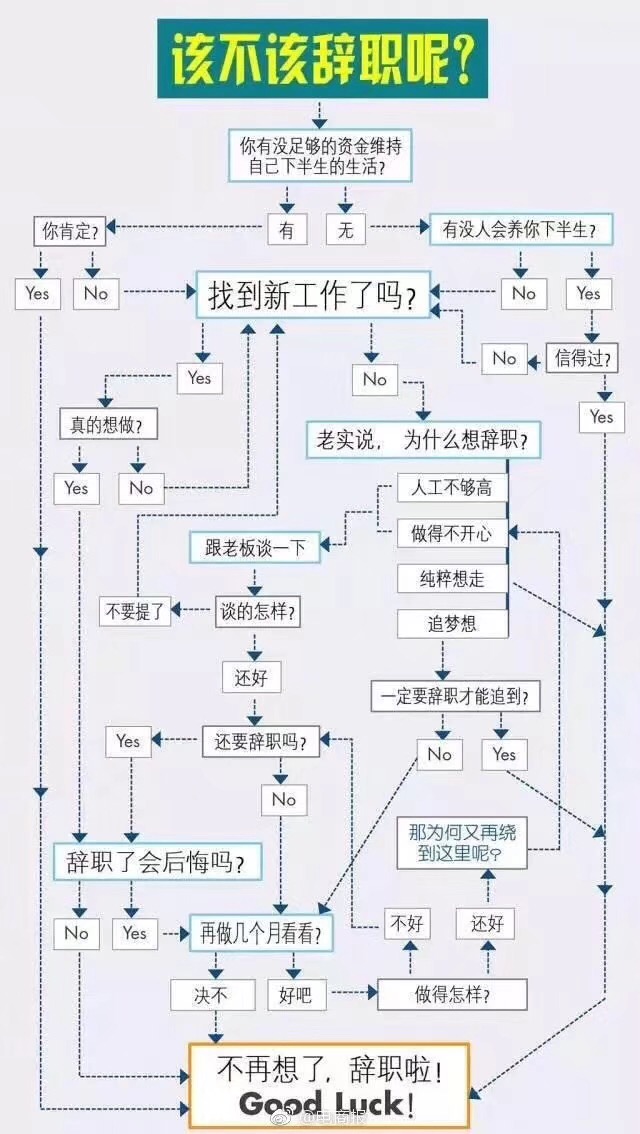 该不该辞职呢？
你有没足够的资金维持
自己下半生的生活？
你肯定？
有
无
有没人会养你下半生？
Yes
No
找到新工作了吗？
No
Yes
No
信得过？
Yes
No
Yes
真的想做？
老实说，为什么想辞职？
Yes
No
人工不够高
做得不开心
跟老板谈一下
纯粹想走
不要提了
谈的怎样？
追梦想
还好
一定要辞职才能追到？
Yes
还要辞职吗？
No
Yes
No
那为何又再绕
到这里呢？
辞职了会后悔吗？
No
Yes
再做几个月看看？
不好
还好
决不
好吧
做得怎样？
不再想了，辞职啦！
Good Luck！
@电商报